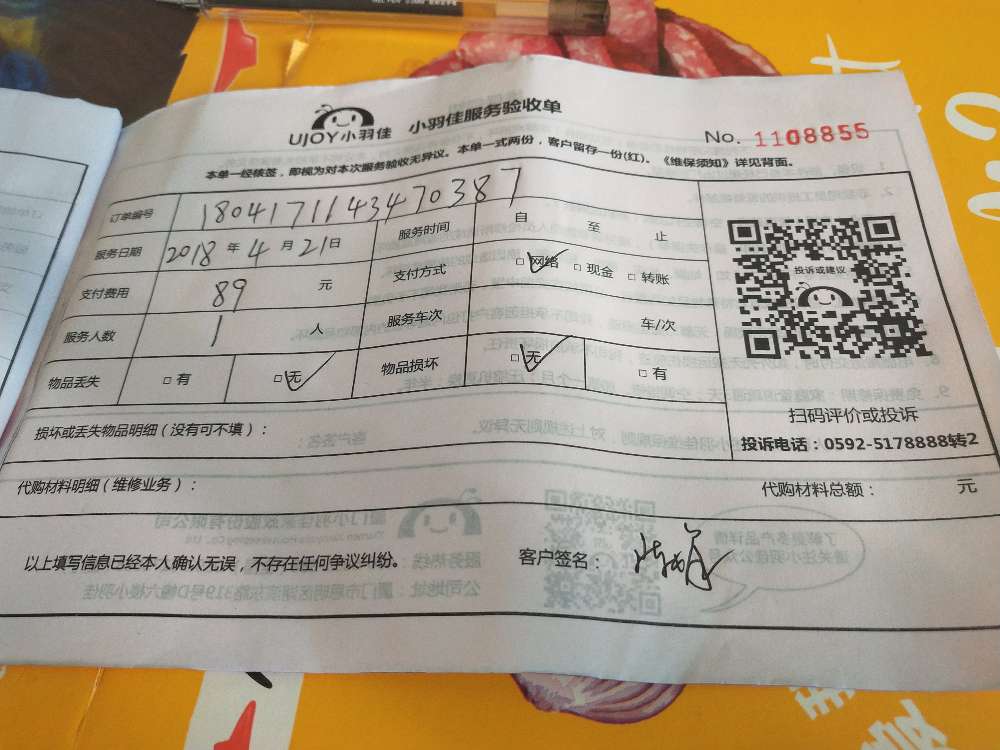 UJOY小羽佳 小羽佳服务验收单
No. 1108855
本单一经核签，即视为对本次服务验收无异议。本单一式两份，客户留存一份(红)。《维保须知》详见背面。
订单编号 18041711643470387
服务日期 2018 年 4 月 21 日 服务时间 自 至 止
支付费用 89 元 支付方式 □ 网络 □ 现金 □ 转账
服务人数 1 人 服务车次 车/次
物品丢失 □ 有 □ 无 物品损坏 □ 无 □ 有
投诉或建议
扫码评价或投诉
投诉电话：0592-5178888转2
损坏或丢失物品明细（没有可不填）：
代购材料明细（维修业务）： 代购材料总额： 元
以上填写信息已经本人确认无误，不存在任何争议纠纷。 客户签名：